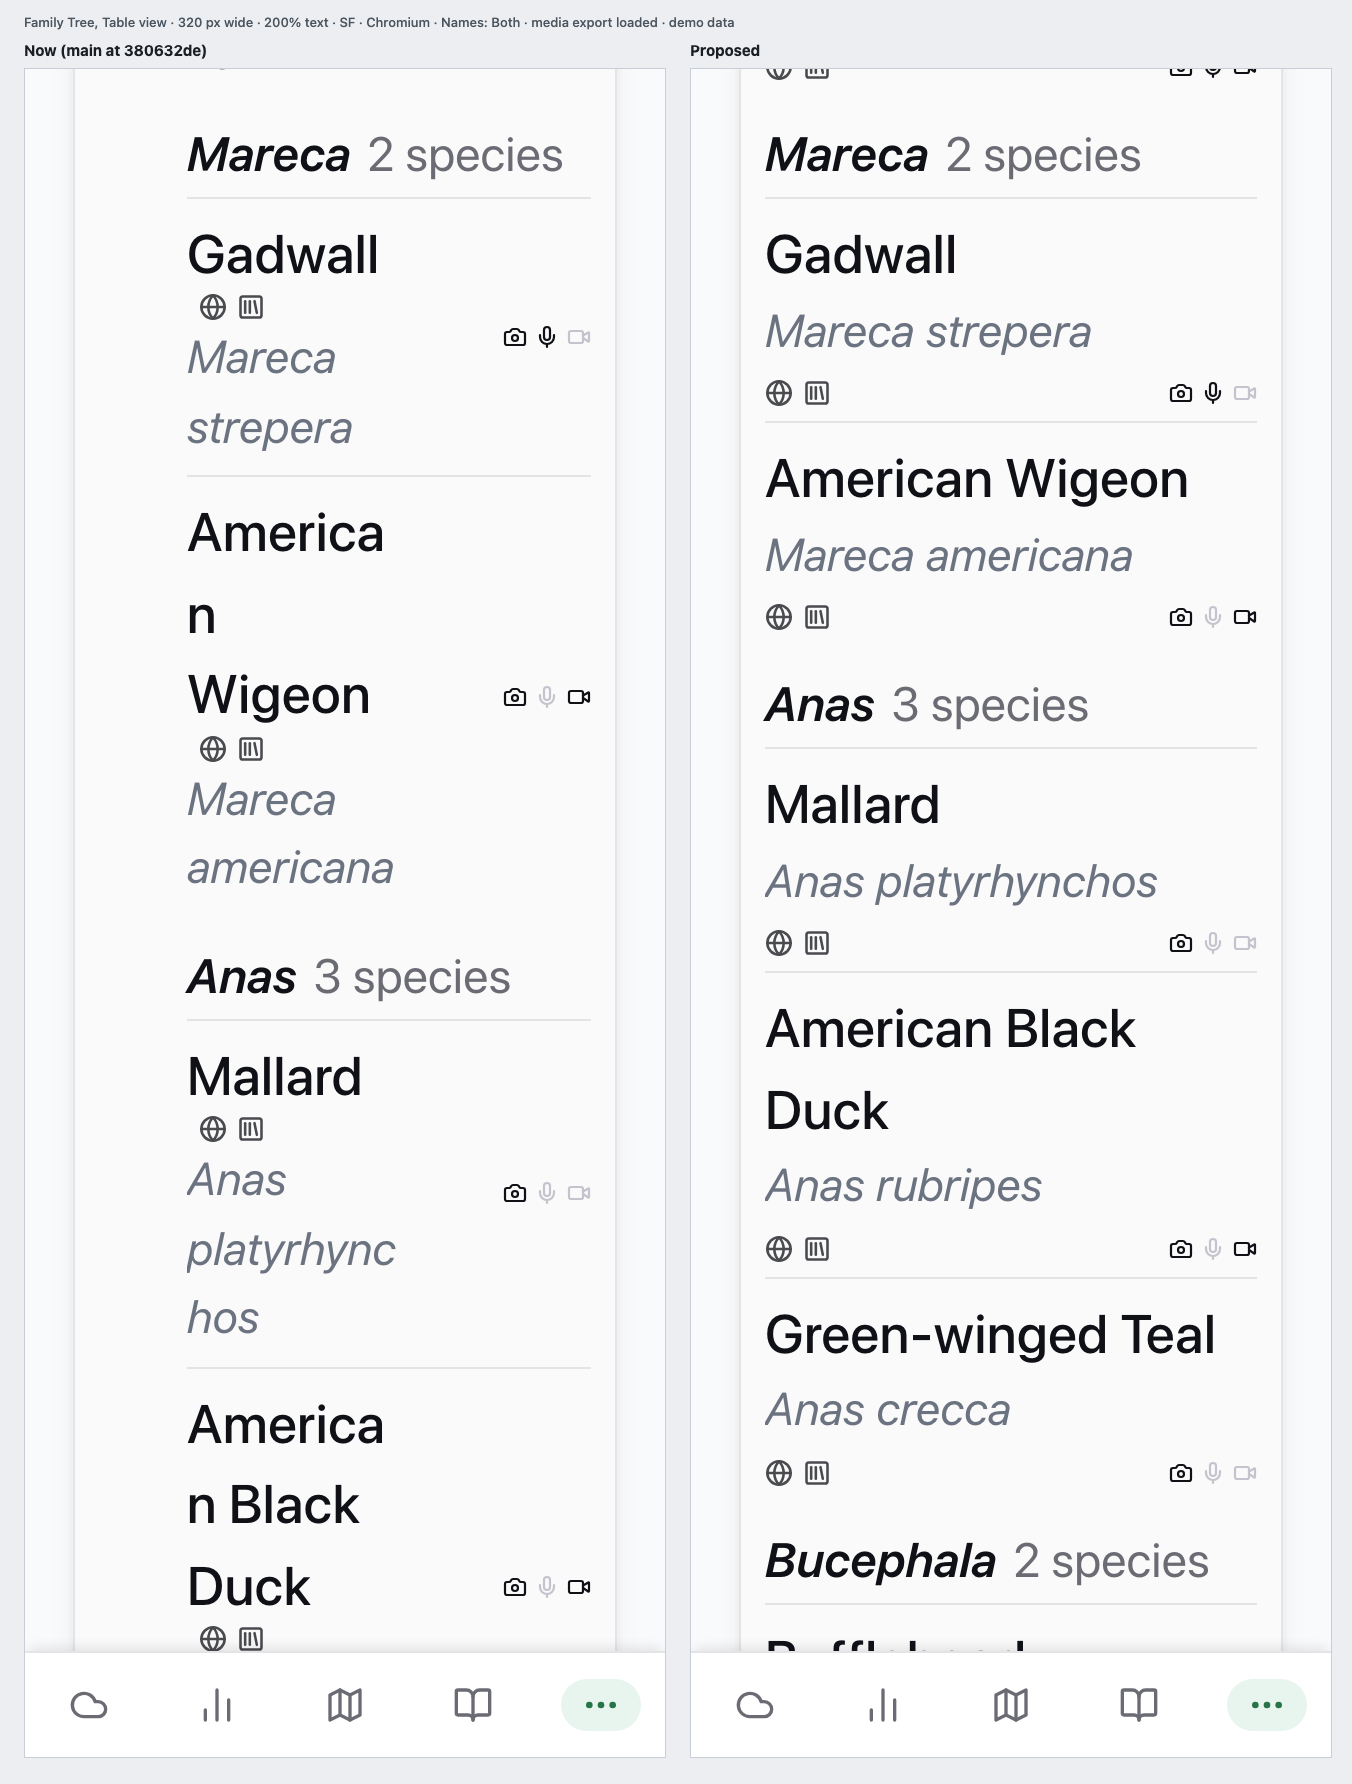 Family Tree, Table view · 320 px wide · 200% text · SF · Chromium · Names: Both · media export loaded · demo data
Now (main at 380632de)
Mareca 2 species
Gadwall
Mareca
strepera
America
n
Wigeon
Mareca
americana
Anas 3 species
Mallard
Anas
platyrhync
hos
America
n Black
Duck
Proposed
Mareca 2 species
Gadwall
Mareca strepera
American Wigeon
Mareca americana
Anas 3 species
Mallard
Anas platyrhynchos
American Black
Duck
Anas rubripes
Green-winged Teal
Anas crecca
Bucephala 2 species